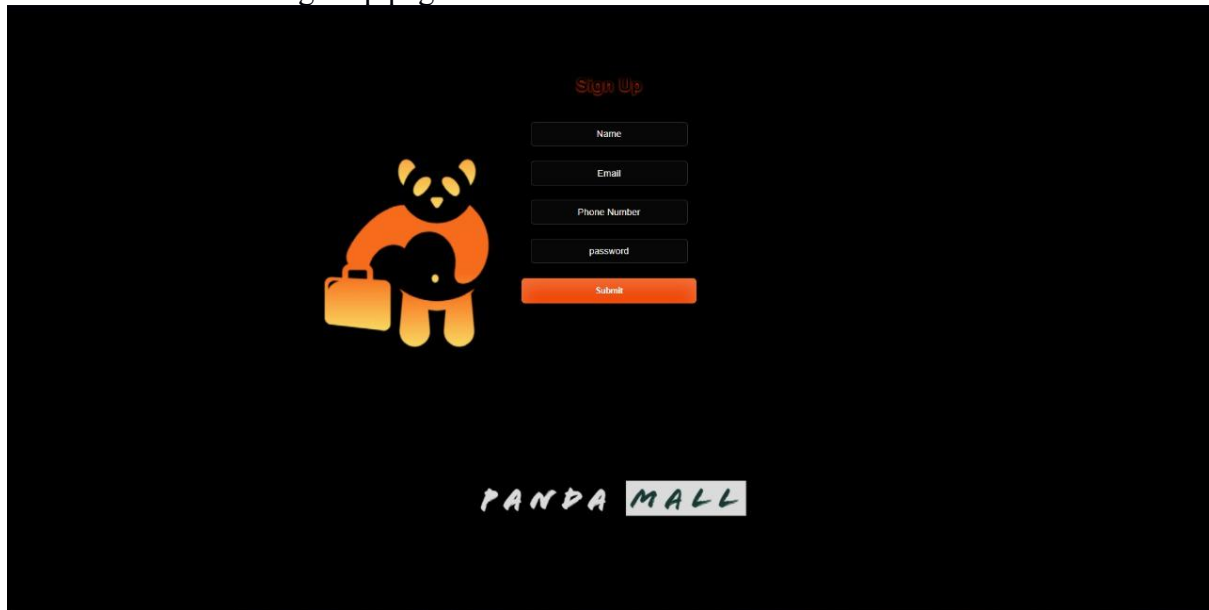 Sign Up
Name
Email
Phone Number
password
Submit
PANDA MALL